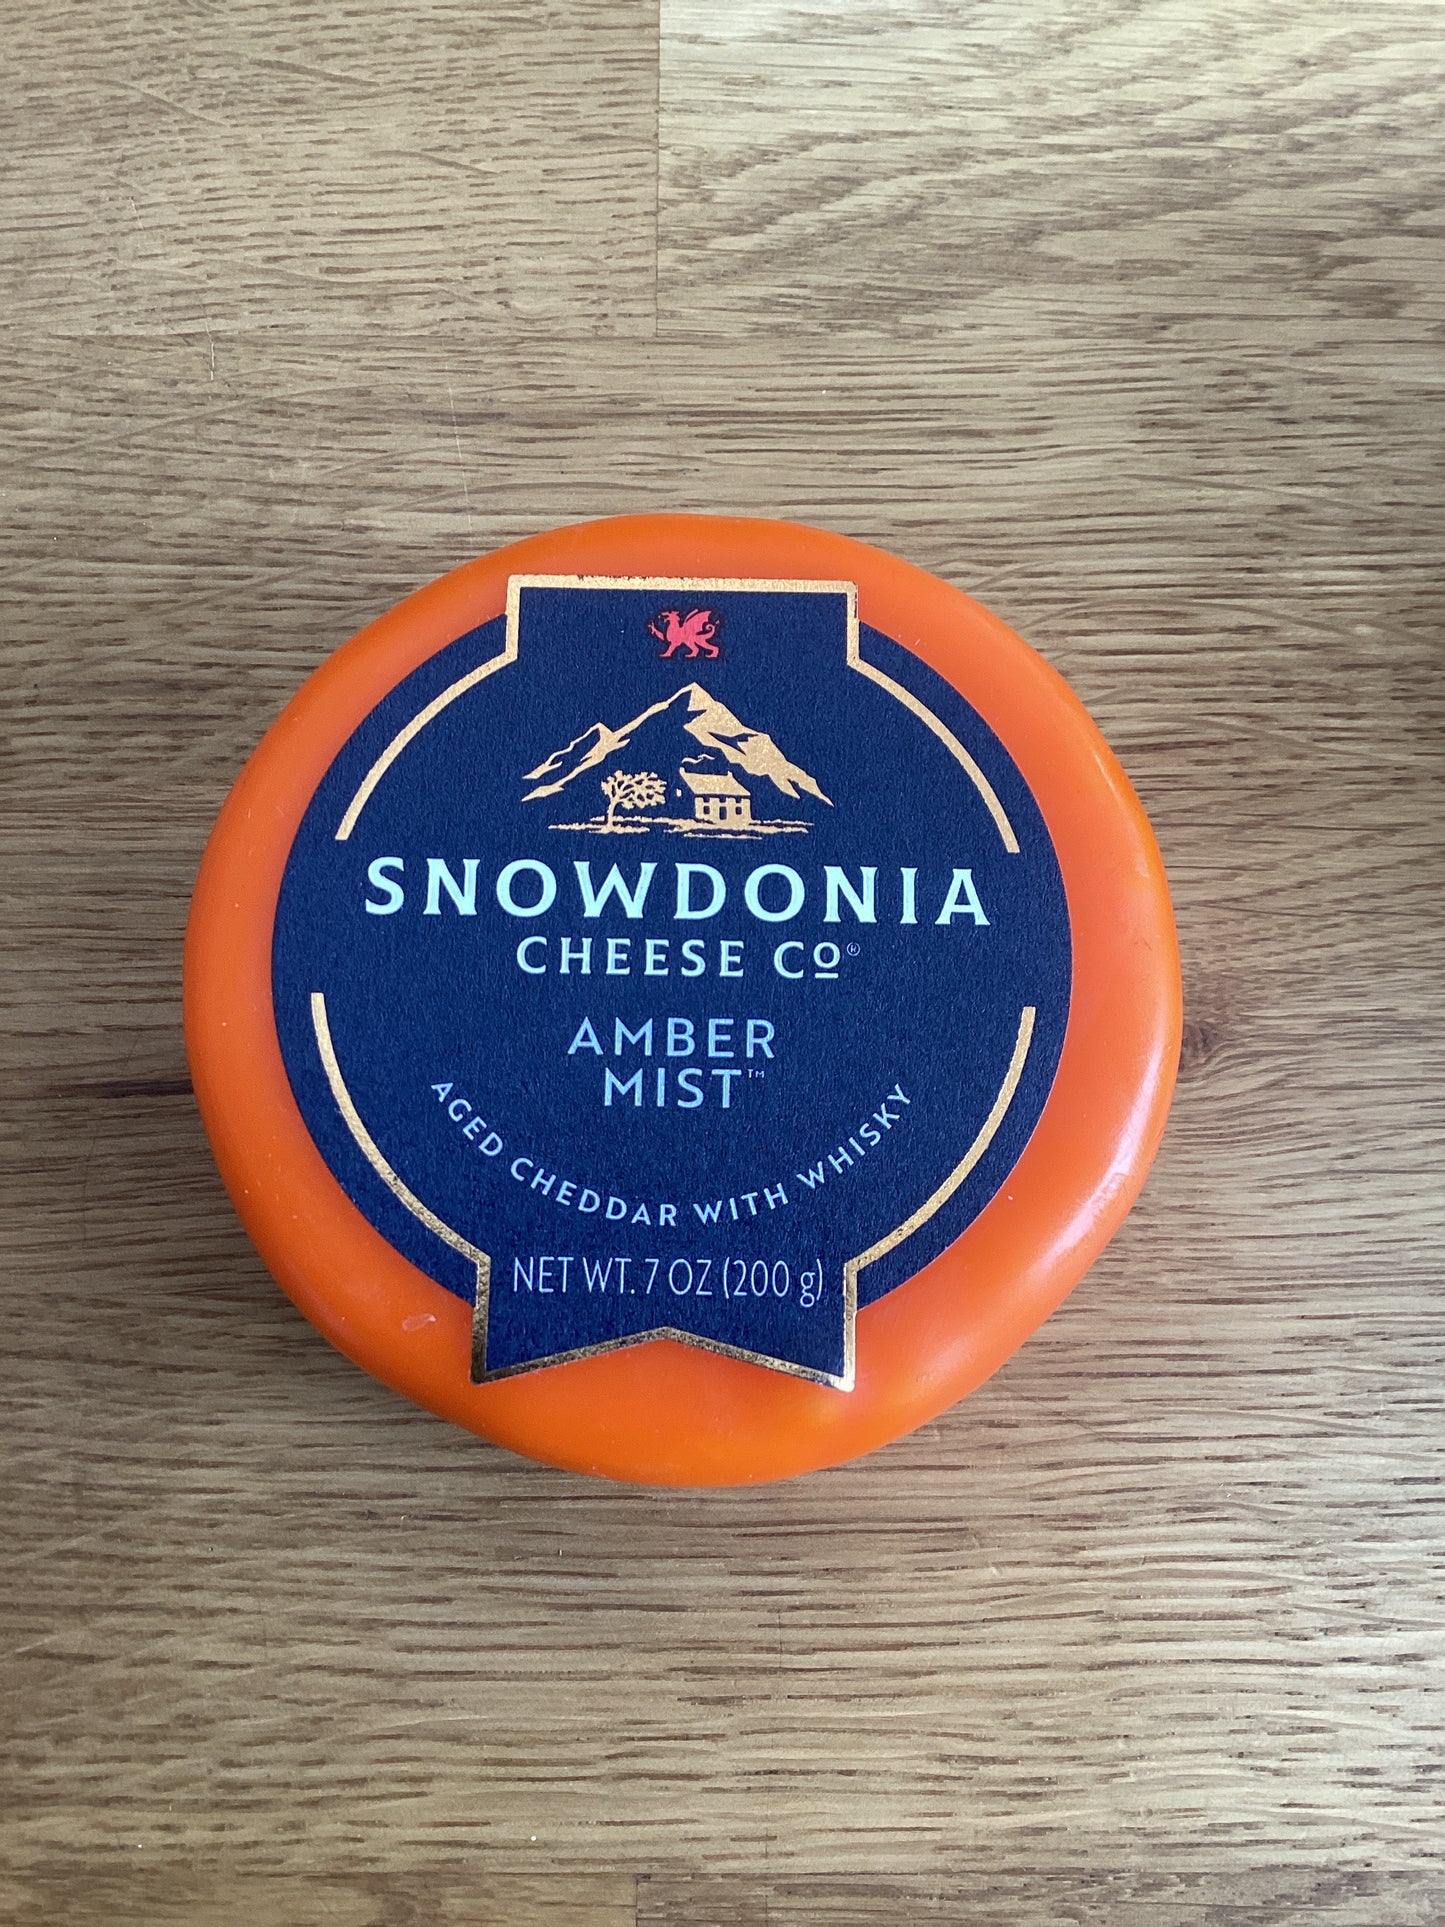 SNOWDONIA
CHEESE Co®
AMBER
MIST™
AGED CHEDDAR WITH WHISKY
NET WT. 7 OZ (200 g)